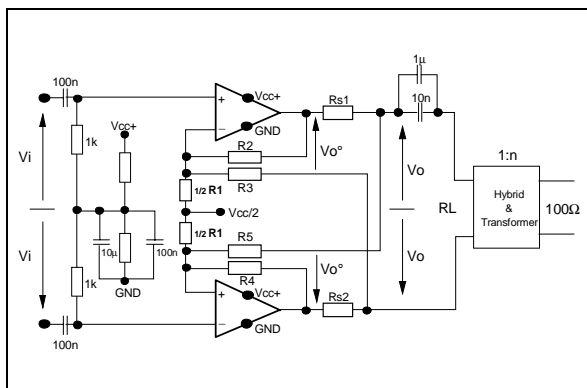 1µ
100n
Vcc+
Rs1
10n
+
−
GND
Vcc+
R2
Vo°
1:n
Vi
1k
R3
Vo
Hybrid
&
Transformer
1/2 R1
Vcc/2
RL
100Ω
1/2 R1
R5
Vi
10µ
100n
Vo
R4
Vo°
1k
GND
+
Vcc+
Rs2
−
GND
100n